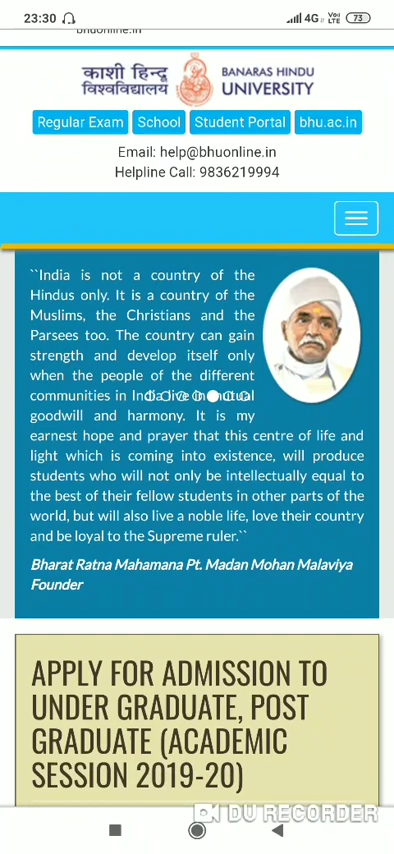 23:30 4G Vo) LTE 73
bhuonline.in
काशी हिन्दू
विश्वविद्यालय
BANARAS HINDU
UNIVERSITY
Regular Exam School Student Portal bhu.ac.in
Email: help@bhuonline.in
Helpline Call: 9836219994
``India is not a country of the
Hindus only. It is a country of the
Muslims, the Christians and the
Parsees too. The country can gain
strength and develop itself only
when the people of the different
communities in India live in mutual
goodwill and harmony. It is my
earnest hope and prayer that this centre of life and
light which is coming into existence, will produce
students who will not only be intellectually equal to
the best of their fellow students in other parts of the
world, but will also live a noble life, love their country
and be loyal to the Supreme ruler.``
Bharat Ratna Mahamana Pt. Madan Mohan Malaviya
Founder
APPLY FOR ADMISSION TO
UNDER GRADUATE, POST
GRADUATE (ACADEMIC
SESSION 2019-20)
DU RECORDER